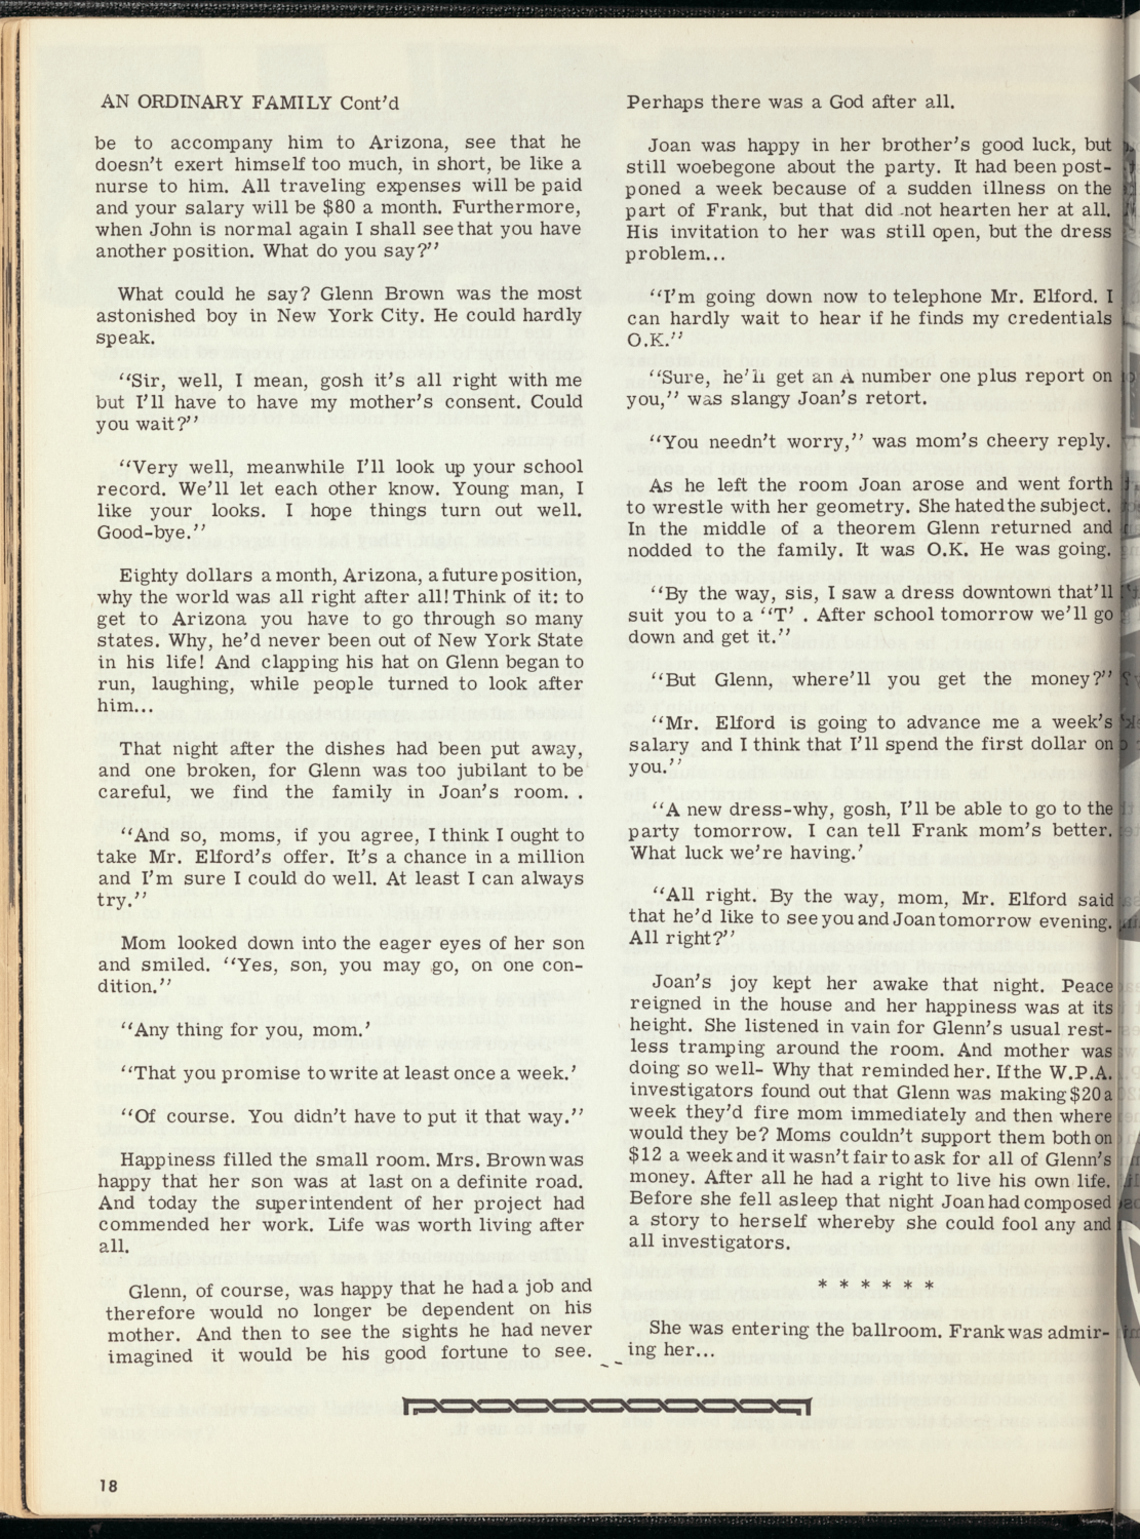 AN ORDINARY FAMILY Cont'd
be to accompany him to Arizona, see that he
doesn't exert himself too much, in short, be like a
nurse to him. All traveling expenses will be paid
and your salary will be $80 a month. Furthermore,
when John is normal again I shall see that you have
another position. What do you say?''
What could he say? Glenn Brown was the most
astonished boy in New York City. He could hardly
speak.
''Sir, well, I mean, gosh it's all right with me
but I'll have to have my mother's consent. Could
you wait?''
''Very well, meanwhile I'll look up your school
record. We'll let each other know. Young man, I
like your looks. I hope things turn out well.
Good-bye.''
Eighty dollars a month, Arizona, a future position,
why the world was all right after all! Think of it: to
get to Arizona you have to go through so many
states. Why, he'd never been out of New York State
in his life! And clapping his hat on Glenn began to
run, laughing, while people turned to look after
him...
That night after the dishes had been put away,
and one broken, for Glenn was too jubilant to be
careful, we find the family in Joan's room. .
''And so, moms, if you agree, I think I ought to
take Mr. Elford's offer. It's a chance in a million
and I'm sure I could do well. At least I can always
try.''
Mom looked down into the eager eyes of her son
and smiled. ''Yes, son, you may go, on one con-
dition.''
''Any thing for you, mom.'
''That you promise to write at least once a week.'
''Of course. You didn't have to put it that way.''
Happiness filled the small room. Mrs. Brown was
happy that her son was at last on a definite road.
And today the superintendent of her project had
commended her work. Life was worth living after
all.
Glenn, of course, was happy that he had a job and
therefore would no longer be dependent on his
mother. And then to see the sights he had never
imagined it would be his good fortune to see.
Perhaps there was a God after all.
Joan was happy in her brother's good luck, but
still woebegone about the party. It had been post-
poned a week because of a sudden illness on the
part of Frank, but that did not hearten her at all.
His invitation to her was still open, but the dress
problem...
''I'm going down now to telephone Mr. Elford. I
can hardly wait to hear if he finds my credentials
O.K.''
''Sure, he'll get an A number one plus report on
you,'' was slangy Joan's retort.
''You needn't worry,'' was mom's cheery reply.
As he left the room Joan arose and went forth
to wrestle with her geometry. She hated the subject.
In the middle of a theorem Glenn returned and
nodded to the family. It was O.K. He was going.
''By the way, sis, I saw a dress downtown that'll
suit you to a ''T' . After school tomorrow we'll go
down and get it.''
''But Glenn, where'll you get the money?''
''Mr. Elford is going to advance me a week's
salary and I think that I'll spend the first dollar on
you.''
''A new dress-why, gosh, I'll be able to go to the
party tomorrow. I can tell Frank mom's better.
What luck we're having.'
''All right. By the way, mom, Mr. Elford said
that he'd like to see you and Joan tomorrow evening.
All right?''
Joan's joy kept her awake that night. Peace
reigned in the house and her happiness was at its
height. She listened in vain for Glenn's usual rest-
less tramping around the room. And mother was
doing so well- Why that reminded her. If the W.P.A.
investigators found out that Glenn was making $20 a
week they'd fire mom immediately and then where
would they be? Moms couldn't support them both on
$12 a week and it wasn't fair to ask for all of Glenn's
money. After all he had a right to live his own life.
Before she fell asleep that night Joan had composed
a story to herself whereby she could fool any and
all investigators.
* * * * * *
She was entering the ballroom. Frank was admir-
ing her...
18